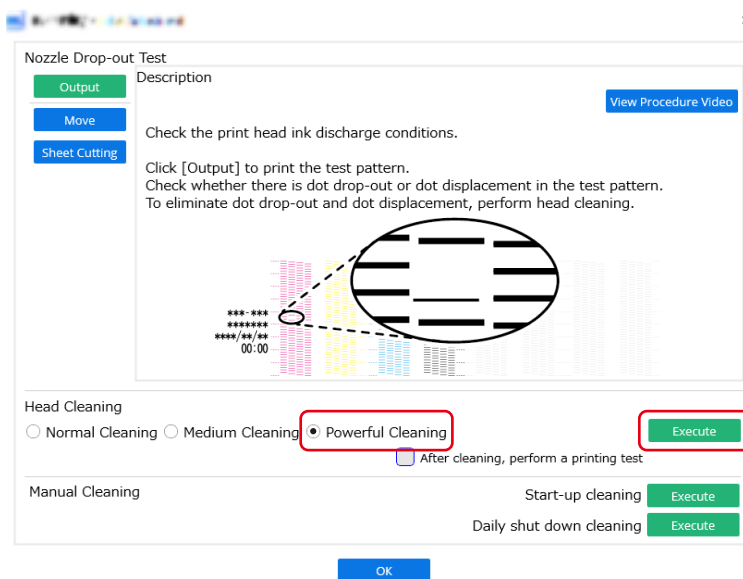 Nozzle Drop-out Test
Output
Move
Sheet Cutting
Description
View Procedure Video
Check the print head ink discharge conditions.
Click [Output] to print the test pattern.
Check whether there is dot drop-out or dot displacement in the test pattern.
To eliminate dot drop-out and dot displacement, perform head cleaning.
***-***
*******
****/**/**
00:00
Head Cleaning
Normal Cleaning Medium Cleaning Powerful Cleaning Execute
After cleaning, perform a printing test
Manual Cleaning
Start-up cleaning Execute
Daily shut down cleaning Execute
OK